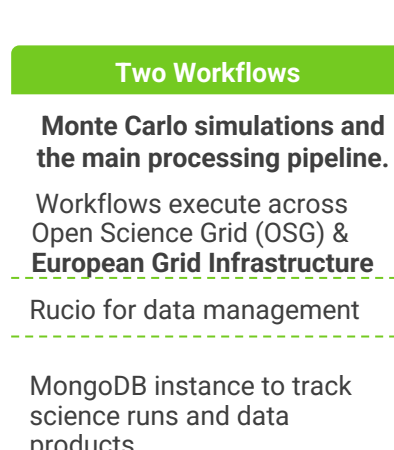 Two Workflows
Monte Carlo simulations and
the main processing pipeline.
Workflows execute across
Open Science Grid (OSG) &
European Grid Infrastructure
Rucio for data management
MongoDB instance to track
science runs and data
products